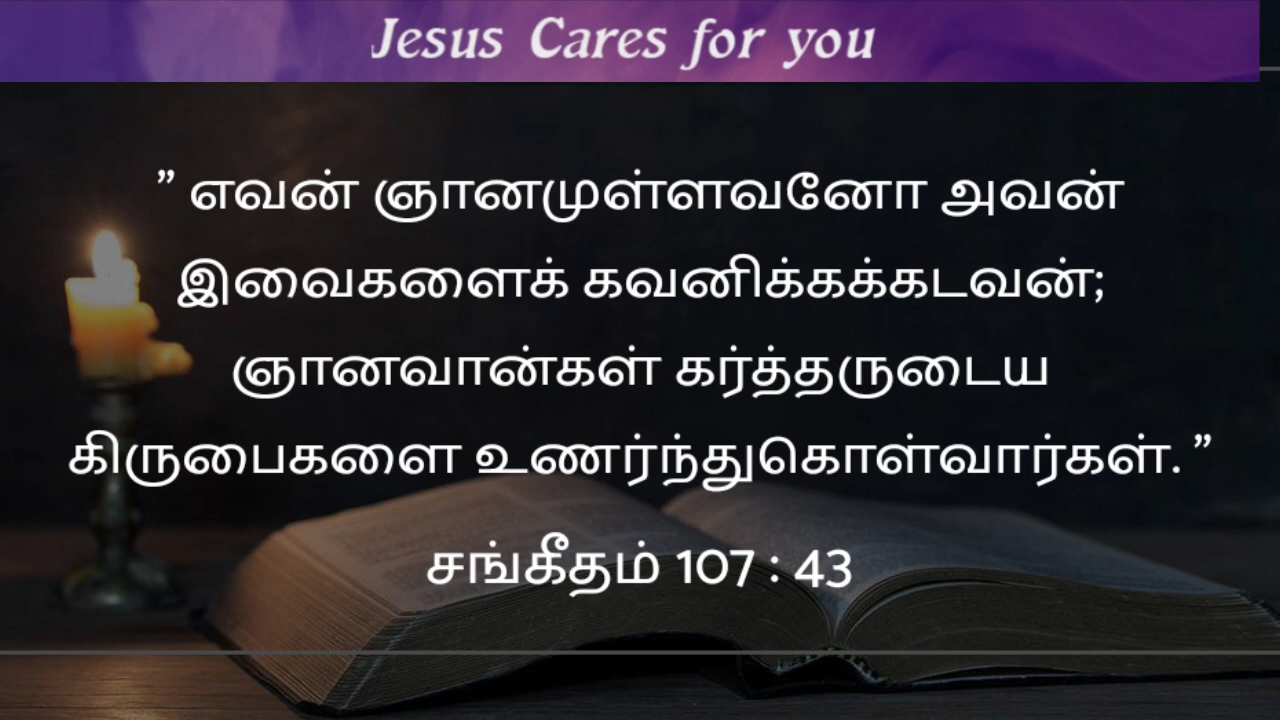 Jesus Cares for you
” எவன் ஞானமுள்ளவனோ அவன்
இவைகளைக் கவனிக்கக்கடவன்;
ஞானவான்கள் கர்த்தருடைய
கிருபைகளை உணர்ந்துகொள்வார்கள். ”
சங்கீதம் 107 : 43